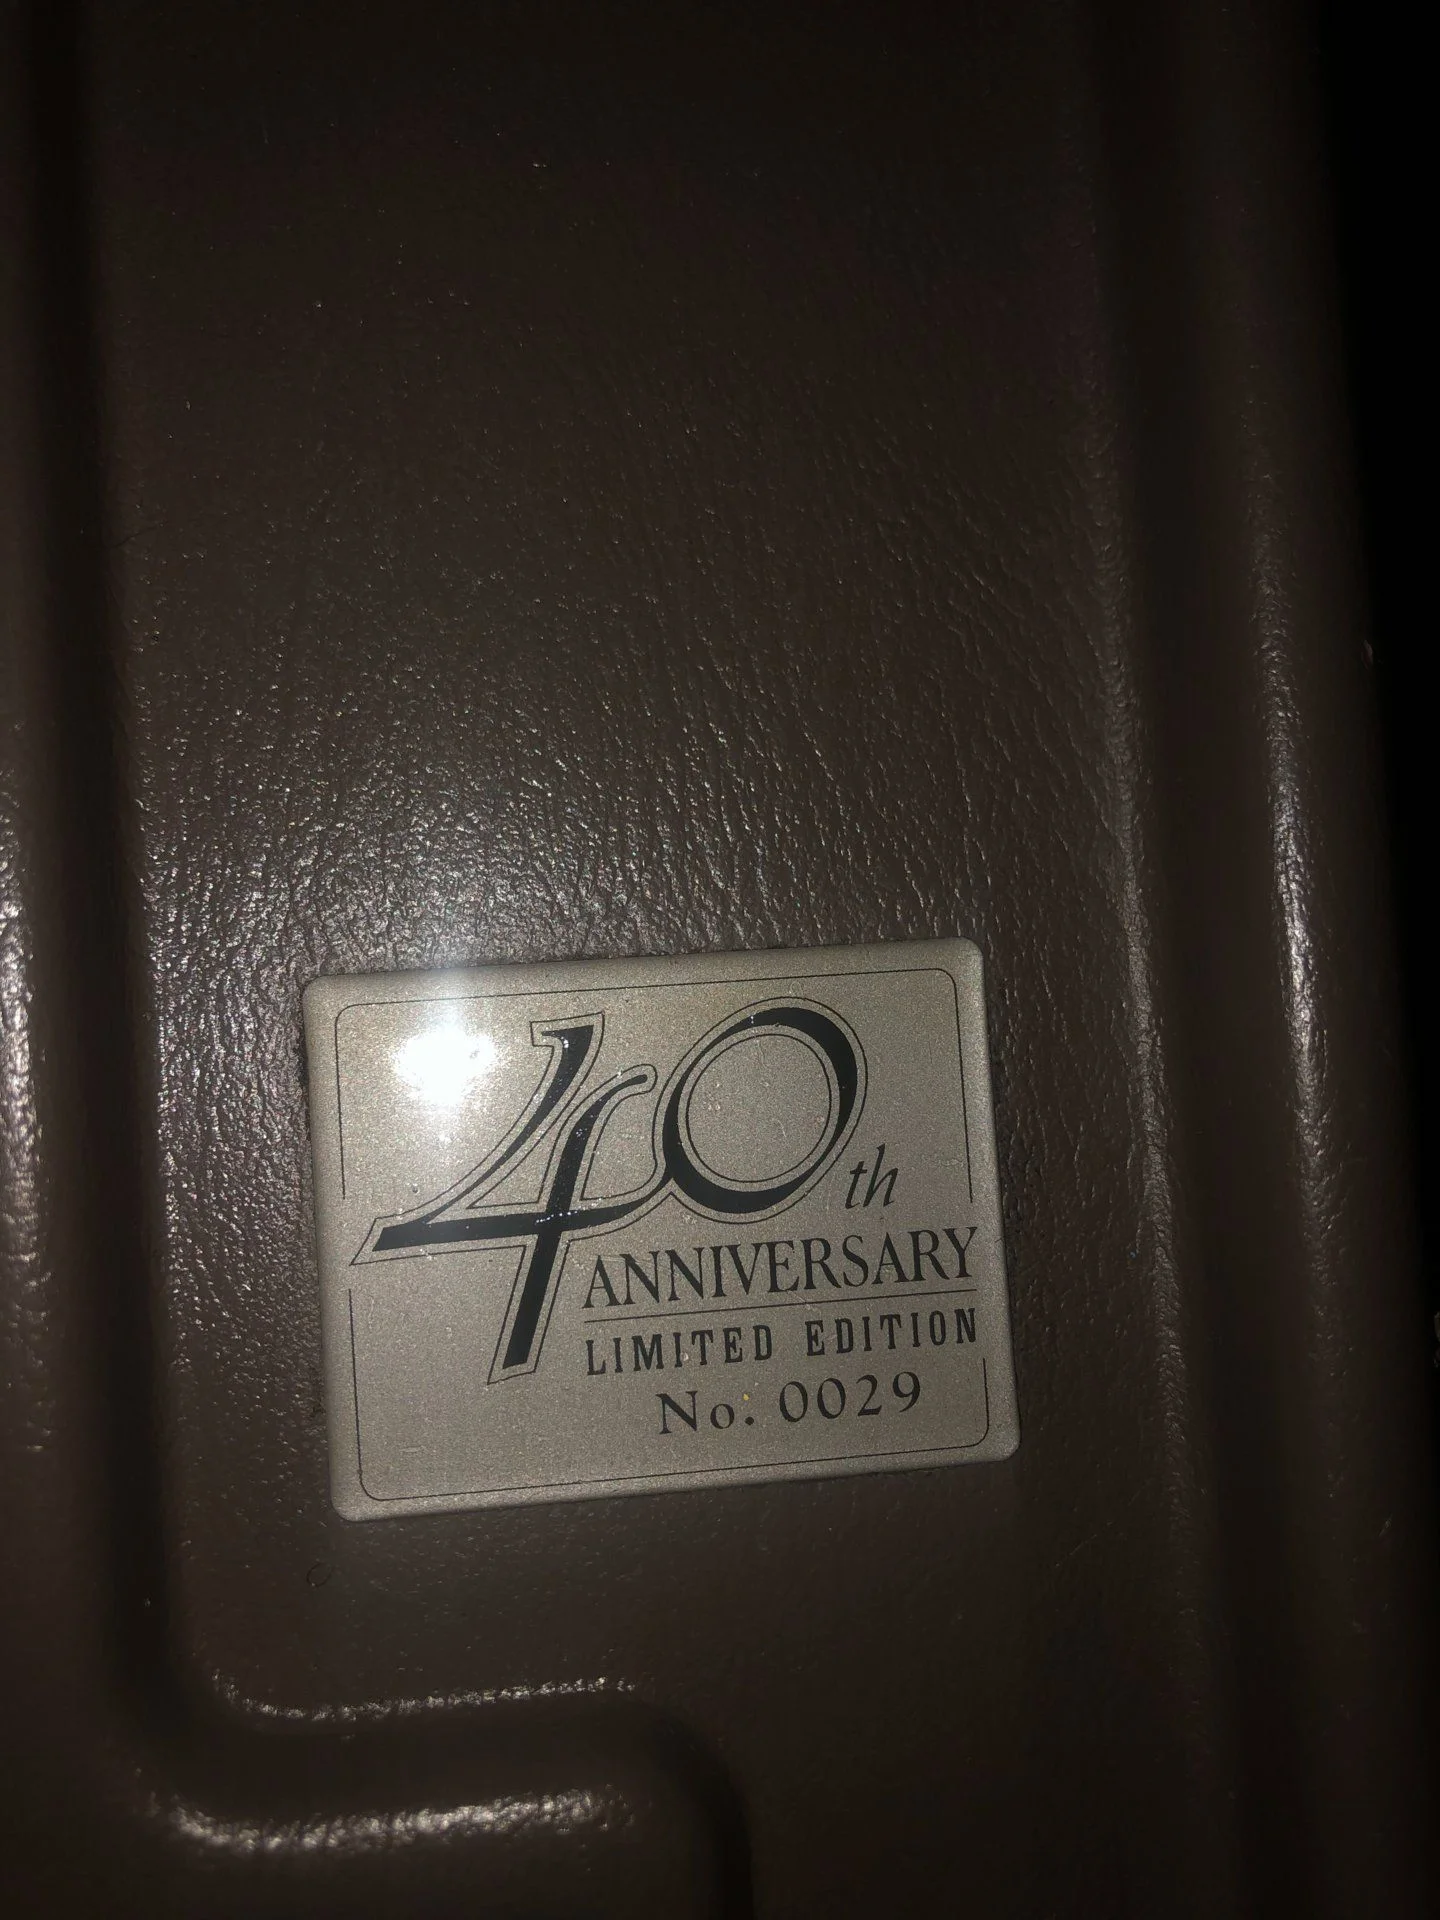 40th
ANNIVERSARY
LIMITED EDITION
No. 0029